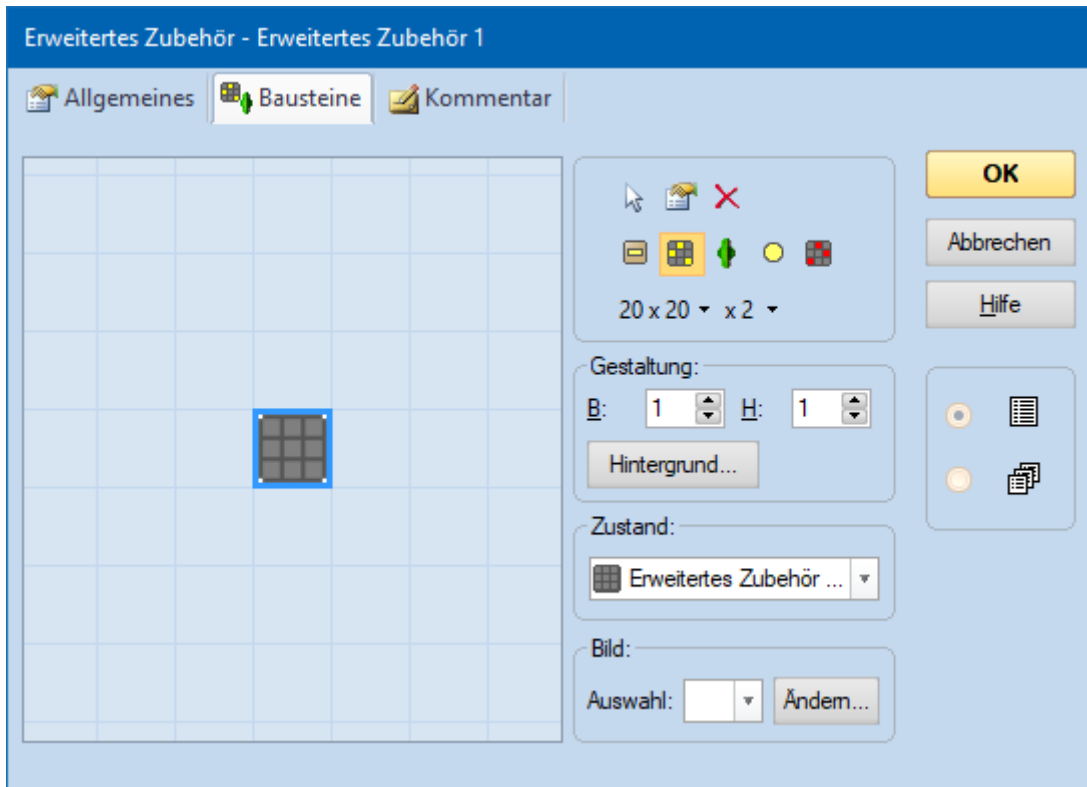 Erweitertes Zubehör - Erweitertes Zubehör 1
Allgemeines Bausteine Kommentar
OK
Abbrechen
Hilfe
20 x 20 x 2
Gestaltung:
B: 1 H: 1
Hintergrund...
Zustand:
Erweitertes Zubehör ...
Bild:
Auswahl: Ändern...